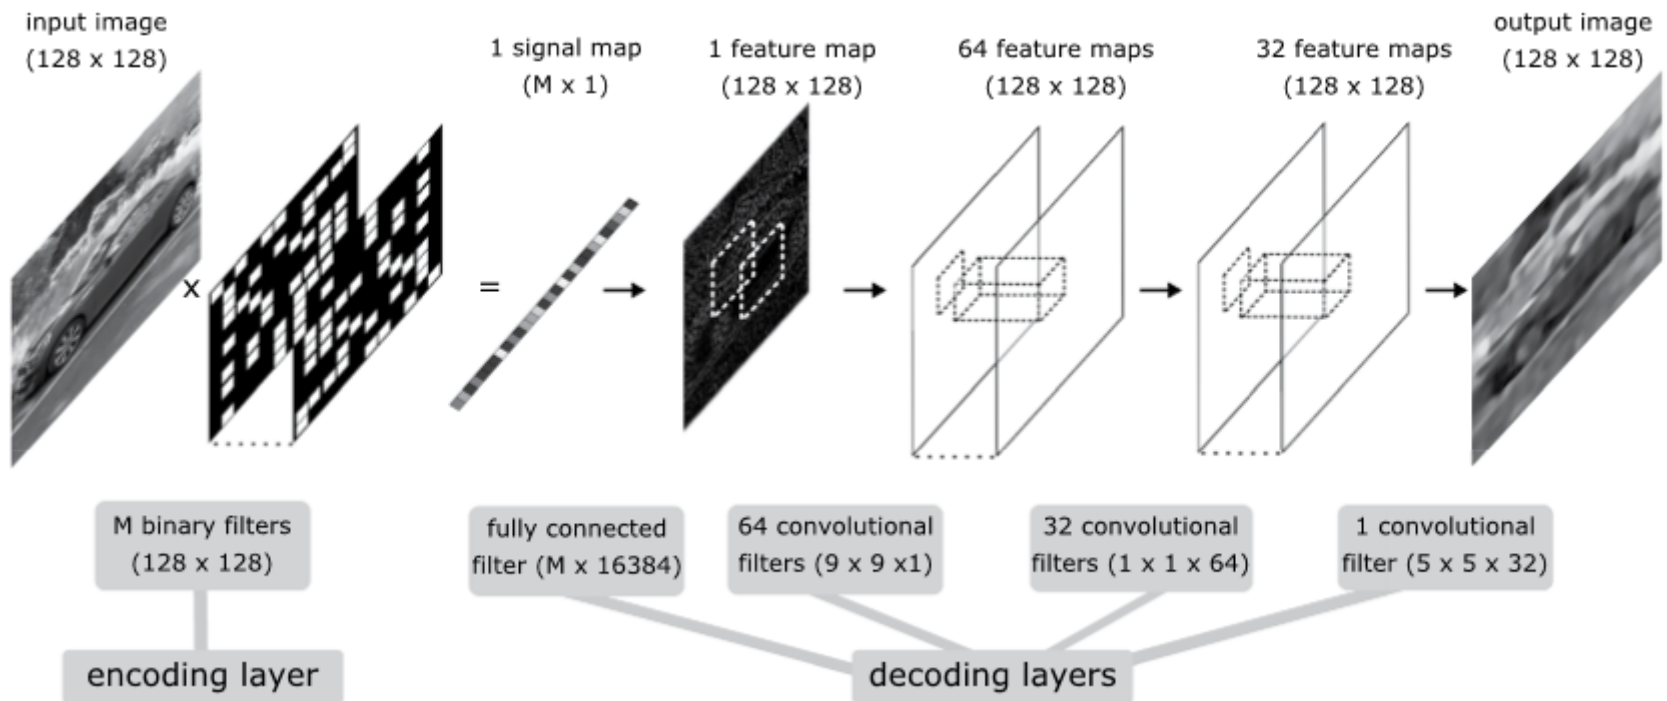 input image
(128 x 128)
1 signal map
(M x 1)
1 feature map
(128 x 128)
64 feature maps
(128 x 128)
32 feature maps
(128 x 128)
output image
(128 x 128)
x
=
M binary filters
(128 x 128)
fully connected
filter (M x 16384)
64 convolutional
filters (9 x 9 x1)
32 convolutional
filters (1 x 1 x 64)
1 convolutional
filter (5 x 5 x 32)
encoding layer
decoding layers